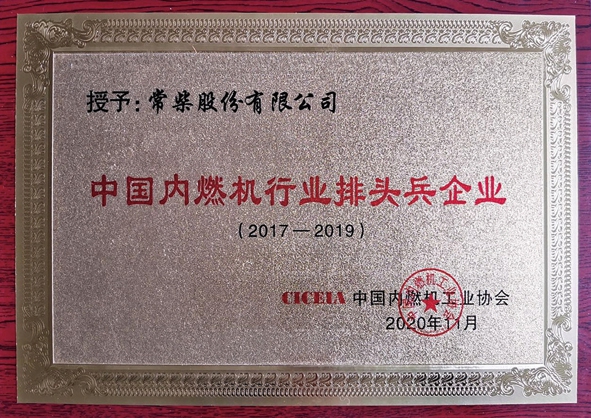 授予：常柴股份有限公司
中国内燃机行业排头兵企业
（2017—2019）
CICEIA 中国内燃机工业协会
2020年11月